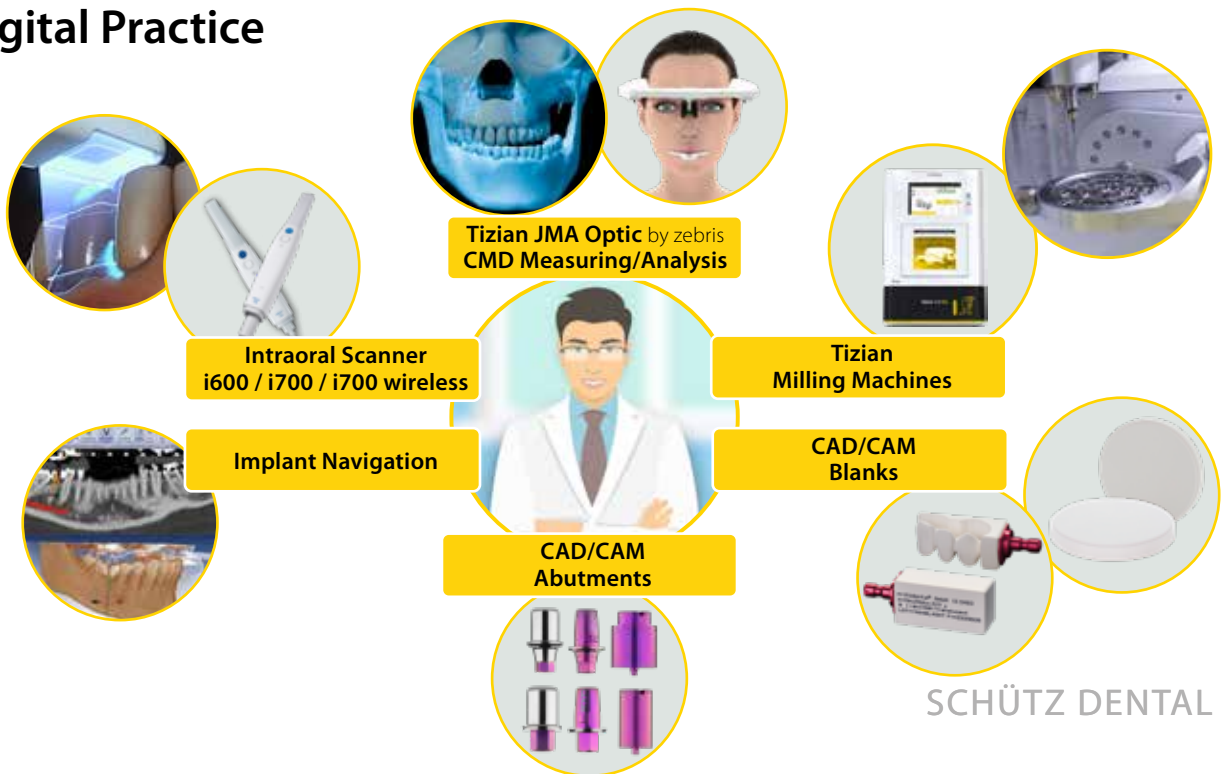 gital Practice
Tizian JMA Optic by zebris
CMD Measuring/Analysis
Intraoral Scanner
i600 / i700 / i700 wireless
Tizian
Milling Machines
Implant Navigation
CAD/CAM
Blanks
CAD/CAM
Abutments
SCHÜTZ DENTAL